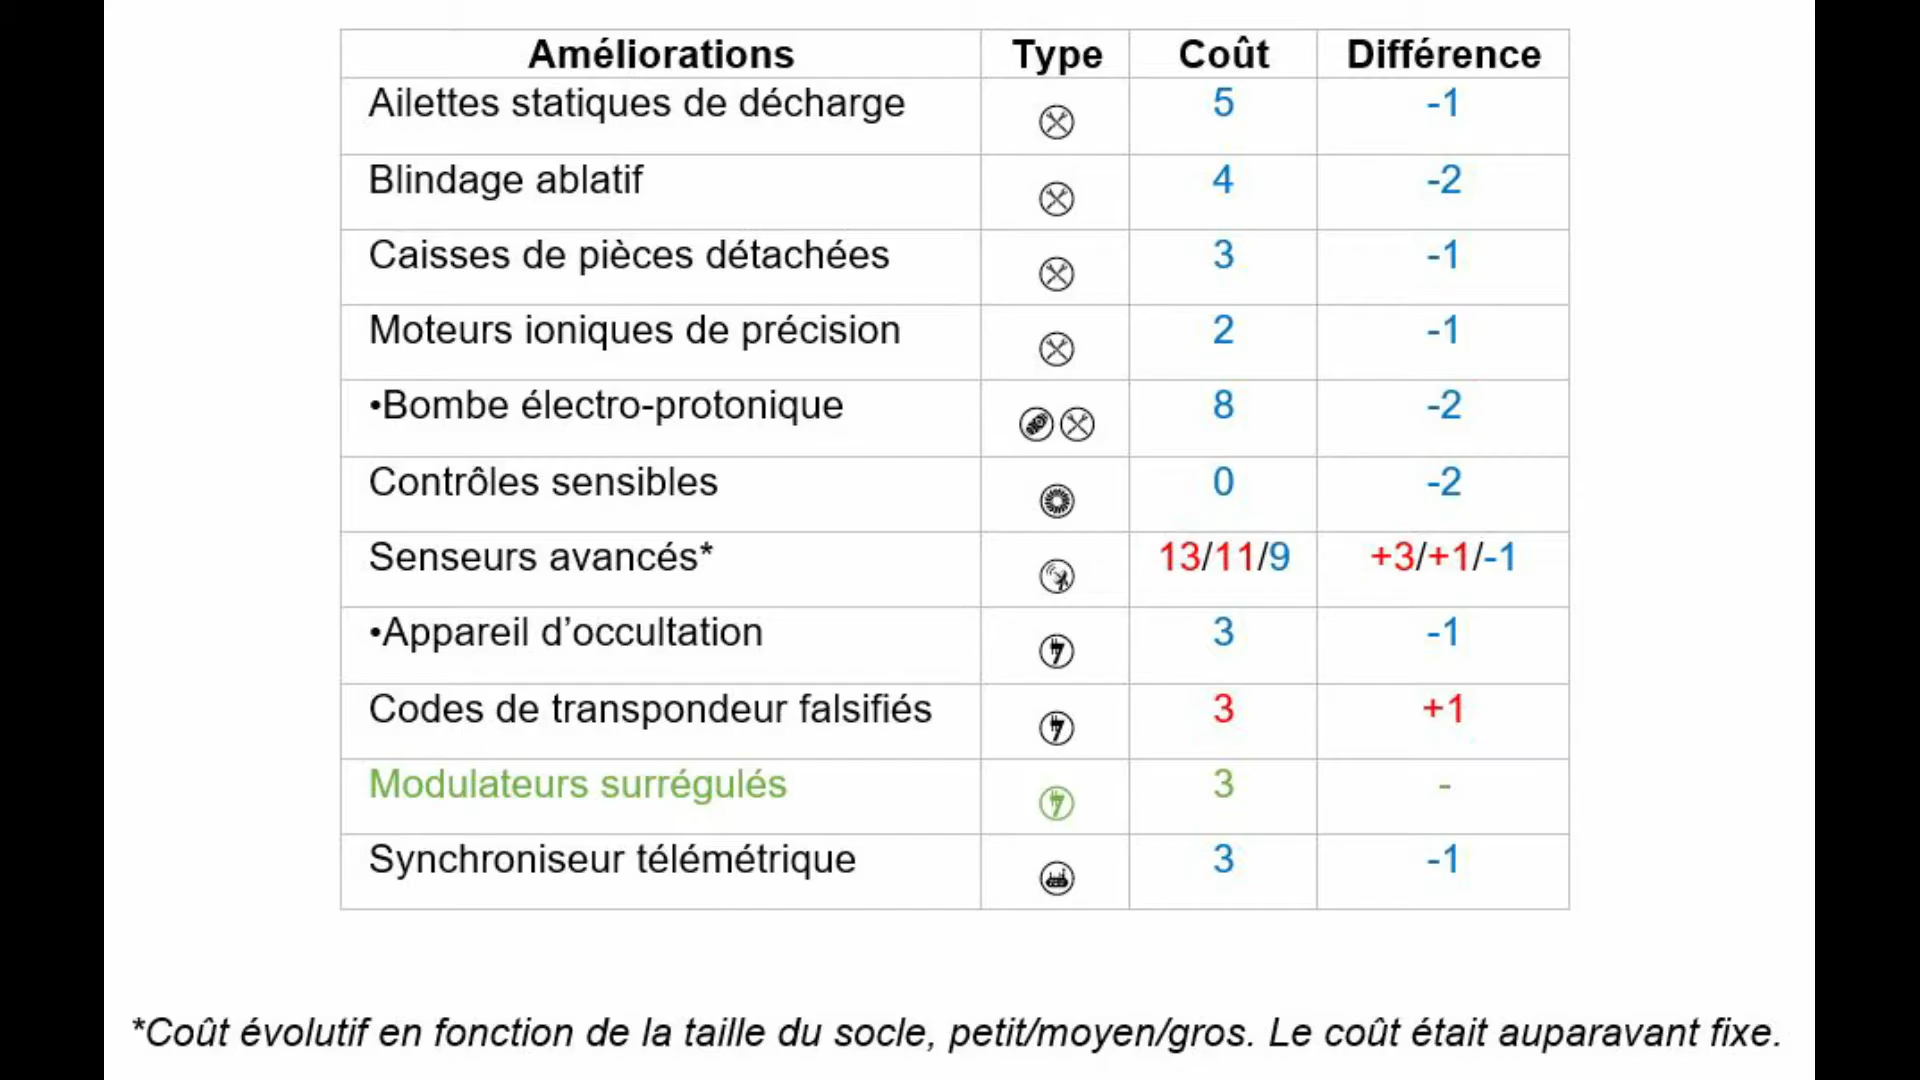 Améliorations Type Coût Différence
Ailettes statiques de décharge 5 -1
Blindage ablatif 4 -2
Caisses de pièces détachées 3 -1
Moteurs ioniques de précision 2 -1
•Bombe électro-protonique 8 -2
Contrôles sensibles 0 -2
Senseurs avancés* 13/11/9 +3/+1/-1
•Appareil d’occultation 3 -1
Codes de transpondeur falsifiés 3 +1
Modulateurs surrégulés 3 -
Synchroniseur télémétrique 3 -1
*Coût évolutif en fonction de la taille du socle, petit/moyen/gros. Le coût était auparavant fixe.